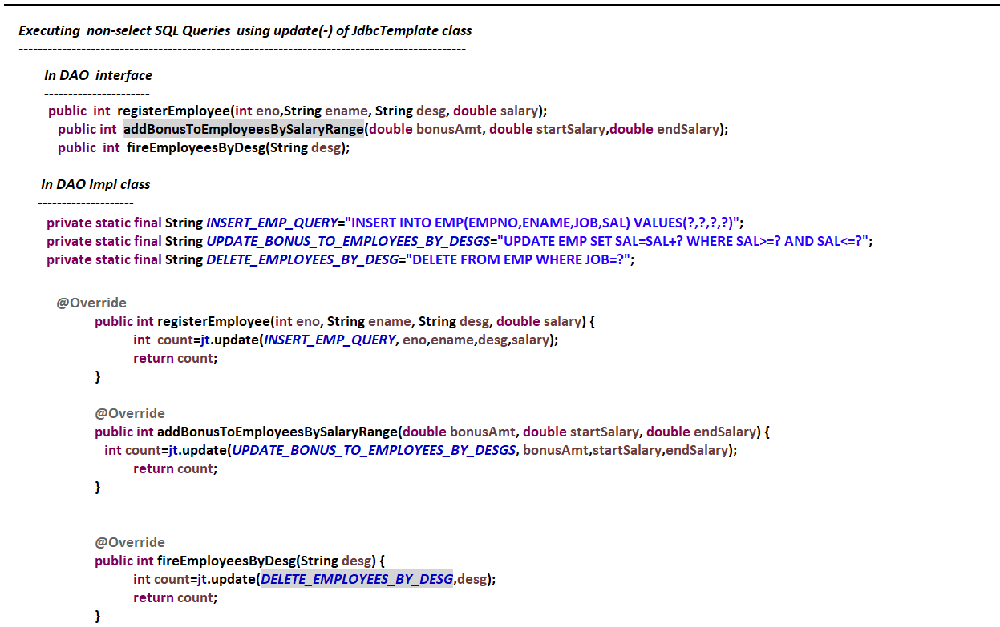 Executing non-select SQL Queries using update(-) of JdbcTemplate class
---------------------------------------------------------------------------------------------
In DAO interface
----------------------
public int registerEmployee(int eno,String ename, String desg, double salary);
public int addBonusToEmployeesBySalaryRange(double bonusAmt, double startSalary,double endSalary);
public int fireEmployeesByDesg(String desg);
In DAO Impl class
--------------------
private static final String INSERT_EMP_QUERY="INSERT INTO EMP(EMPNO,ENAME,JOB,SAL) VALUES(?,?,?,?)";
private static final String UPDATE_BONUS_TO_EMPLOYEES_BY_DESGS="UPDATE EMP SET SAL=SAL+? WHERE SAL>=? AND SAL<=?";
private static final String DELETE_EMPLOYEES_BY_DESG="DELETE FROM EMP WHERE JOB=?";
@Override
public int registerEmployee(int eno, String ename, String desg, double salary) {
int count=jt.update(INSERT_EMP_QUERY, eno,ename,desg,salary);
return count;
}
@Override
public int addBonusToEmployeesBySalaryRange(double bonusAmt, double startSalary, double endSalary) {
int count=jt.update(UPDATE_BONUS_TO_EMPLOYEES_BY_DESGS, bonusAmt,startSalary,endSalary);
return count;
}
@Override
public int fireEmployeesByDesg(String desg) {
int count=jt.update(DELETE_EMPLOYEES_BY_DESG,desg);
return count;
}